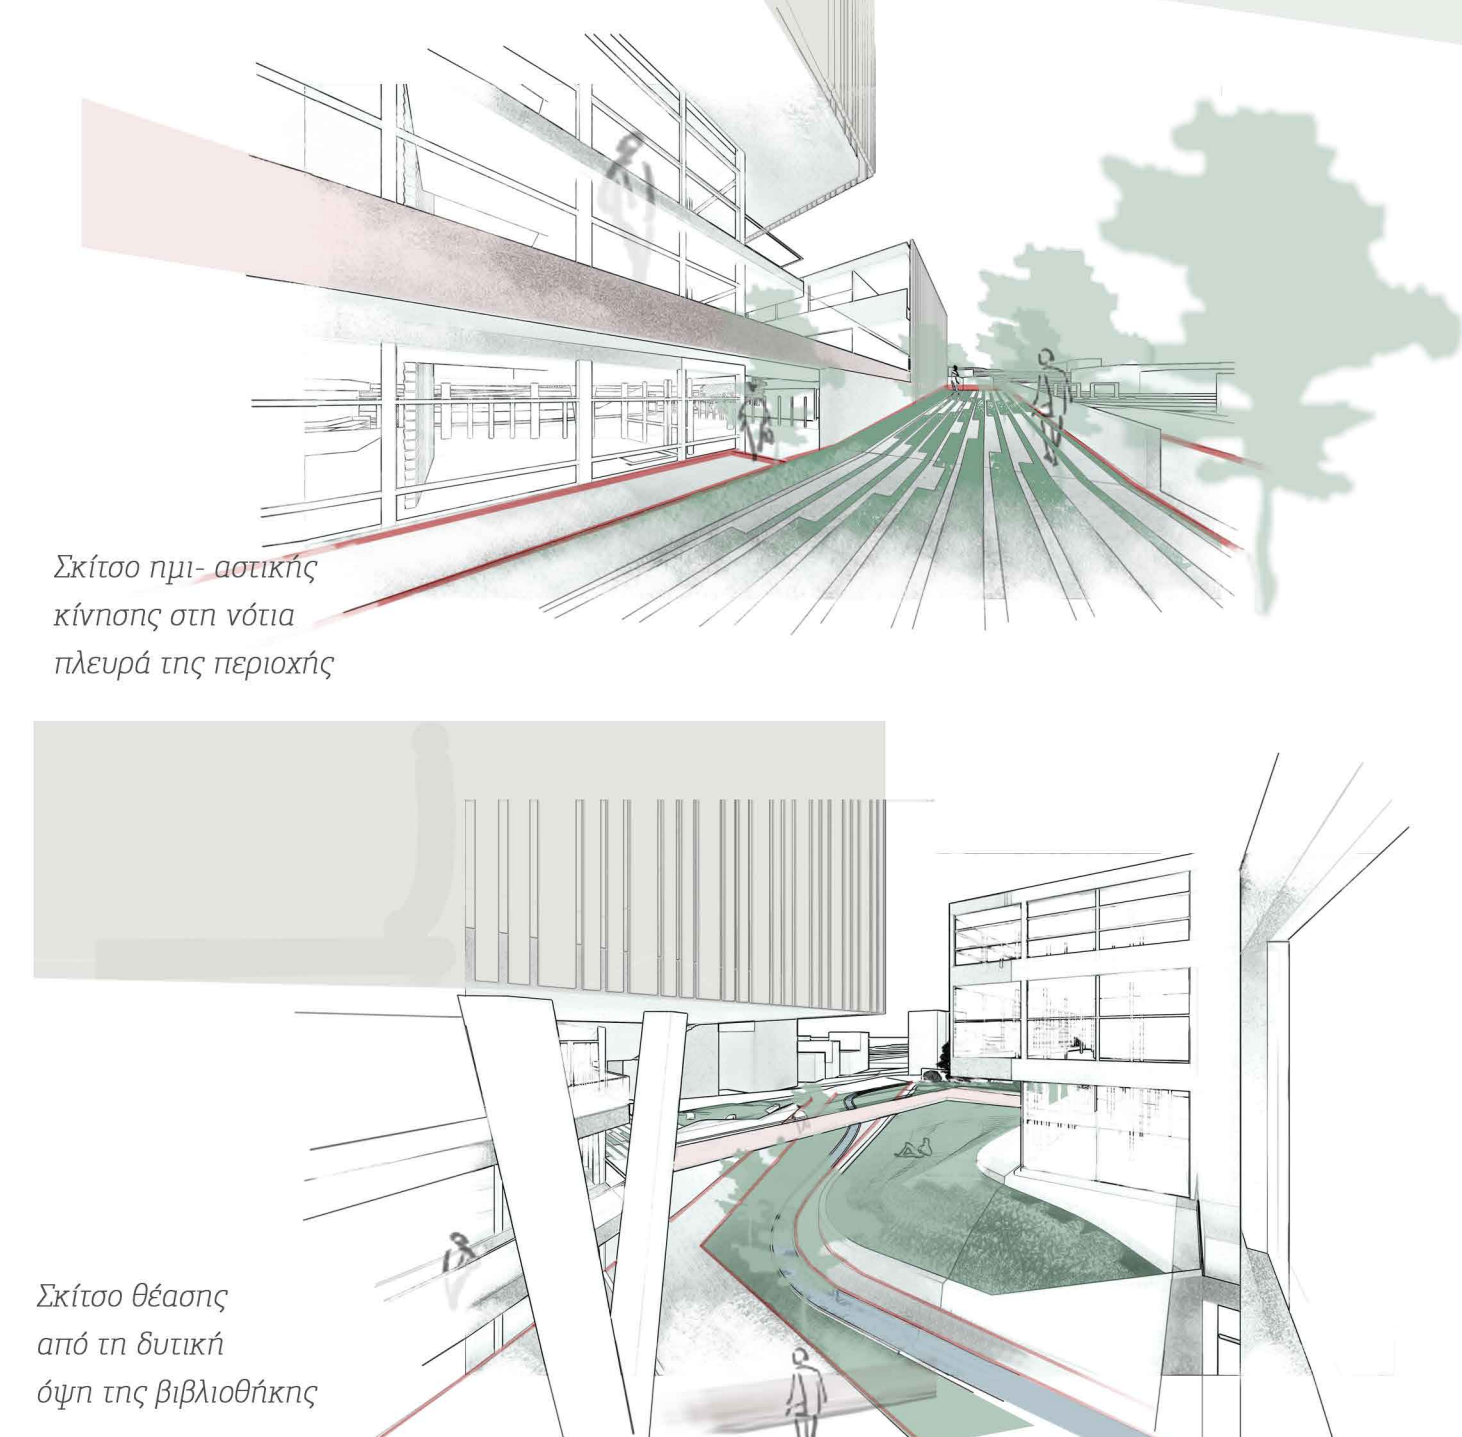 Σκίτσο ημι- αστικής
κίνησης στη νότια
πλευρά της περιοχής
Σκίτσο θέασης
από τη δυτική
όψη της βιβλιοθήκης